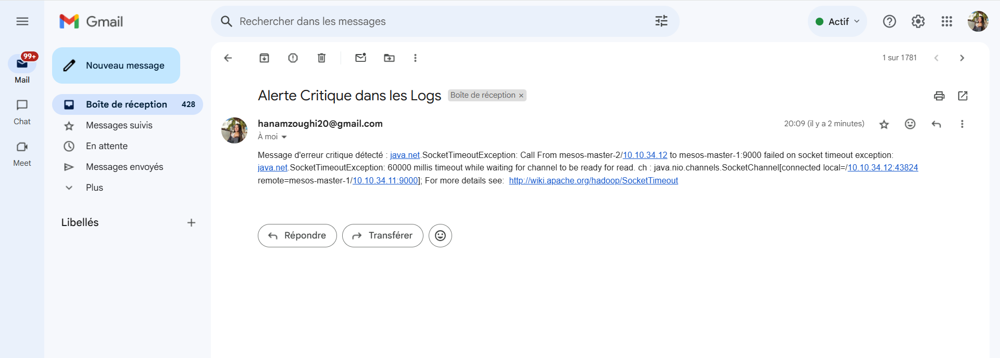 Gmail
Rechercher dans les messages
Actif
99+
Mail
Chat
Meet
Nouveau message
Boîte de réception 428
Messages suivis
En attente
Messages envoyés
Plus
Libellés
1 sur 1781
Alerte Critique dans les Logs
Boîte de réception ×
hanamzoughi20@gmail.com
20:09 (il y a 2 minutes)
À moi
Message d'erreur critique détecté : java.net.SocketTimeoutException: Call From mesos-master-2/10.10.34.12 to mesos-master-1:9000 failed on socket timeout exception:
java.net.SocketTimeoutException: 60000 millis timeout while waiting for channel to be ready for read. ch : java.nio.channels.SocketChannel[connected local=/10.10.34.12:43824
remote=mesos-master-1/10.10.34.11:9000]; For more details see: http://wiki.apache.org/hadoop/SocketTimeout
Répondre
Transférer